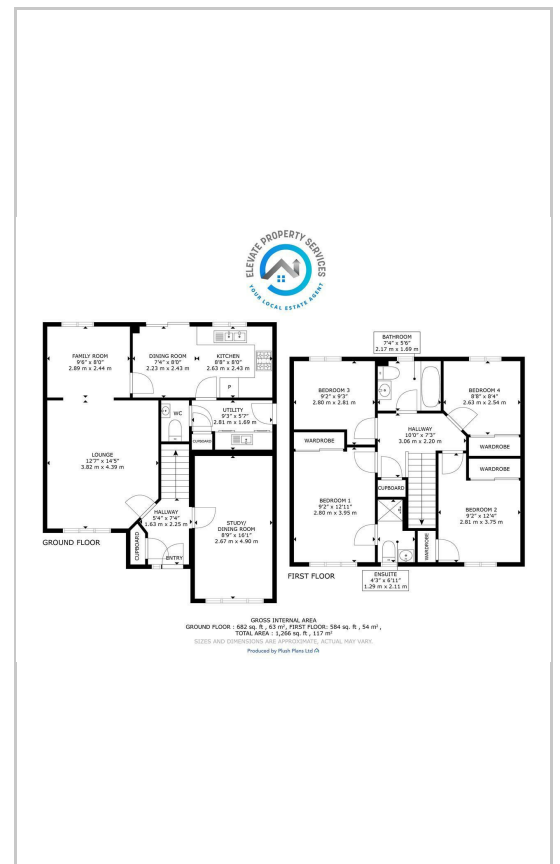 ELEVATE PROPERTY SERVICES
YOUR LOCAL ESTATE AGENT
FAMILY ROOM
9'6" x 8'0"
2.89 m x 2.44 m
DINING ROOM
7'4" x 8'0"
2.23 m x 2.43 m
KITCHEN
8'8" x 8'0"
2.63 m x 2.43 m
P
UTILITY
9'3" x 5'7"
2.81 m x 1.69 m
WC
CUPBOARD
LOUNGE
12'7" x 14'5"
3.82 m x 4.39 m
HALLWAY
5'4" x 7'4"
1.63 m x 2.25 m
STUDY/
DINING ROOM
8'9" x 16'1"
2.67 m x 4.90 m
CUPBOARD
ENTRY
GROUND FLOOR
BATHROOM
7'4" x 5'6"
2.17 m x 1.69 m
BEDROOM 3
9'2" x 9'3"
2.80 m x 2.81 m
BEDROOM 4
8'8" x 8'4"
2.63 m x 2.54 m
HALLWAY
10'0" x 7'3"
3.06 m x 2.20 m
WARDROBE
WARDROBE
WARDROBE
CUPBOARD
BEDROOM 1
9'2" x 12'11"
2.80 m x 3.95 m
BEDROOM 2
9'2" x 12'4"
2.81 m x 3.75 m
WARDROBE
ENSUITE
4'3" x 6'11"
1.29 m x 2.11 m
FIRST FLOOR
GROSS INTERNAL AREA
GROUND FLOOR : 682 sq. ft , 63 m², FIRST FLOOR: 584 sq. ft , 54 m² ,
TOTAL AREA : 1,266 sq. ft , 117 m²
SIZES AND DIMENSIONS ARE APPROXIMATE, ACTUAL MAY VARY.
Produced by Plush Plans Ltd